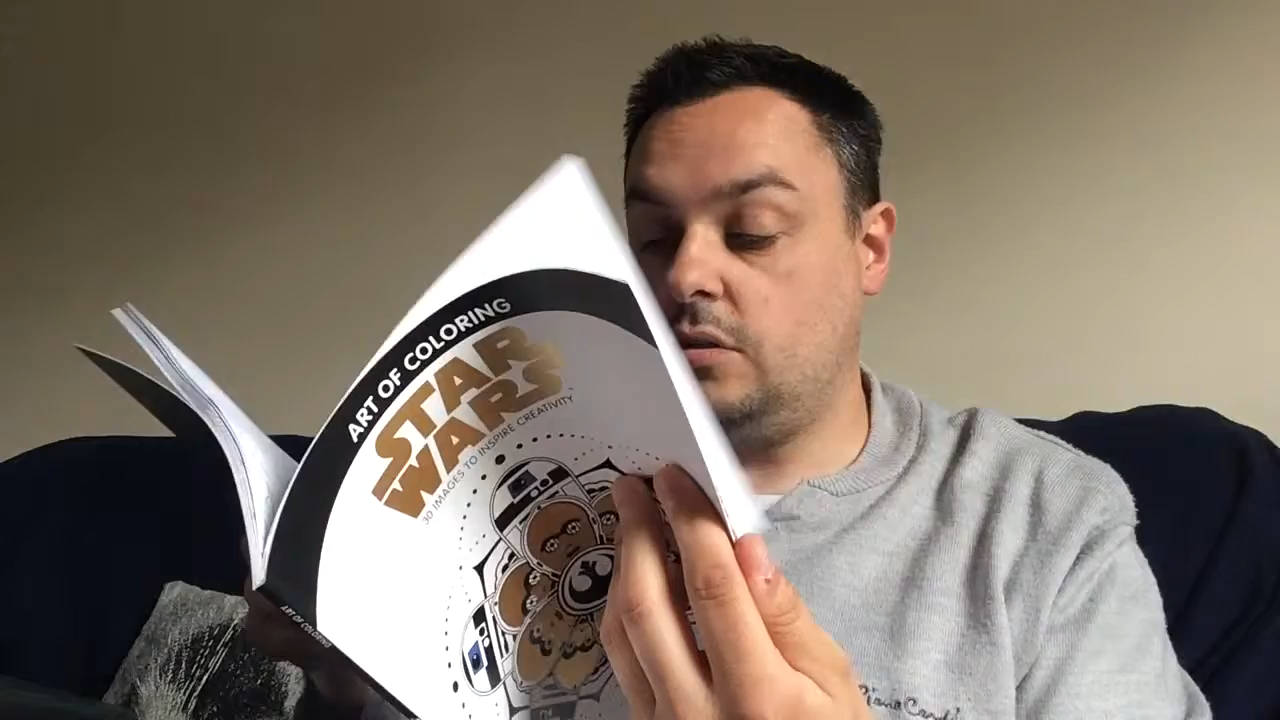 ART OF COLORING
STAR
WARS
30 IMAGES TO INSPIRE CREATIVITY
ART OF COLORING